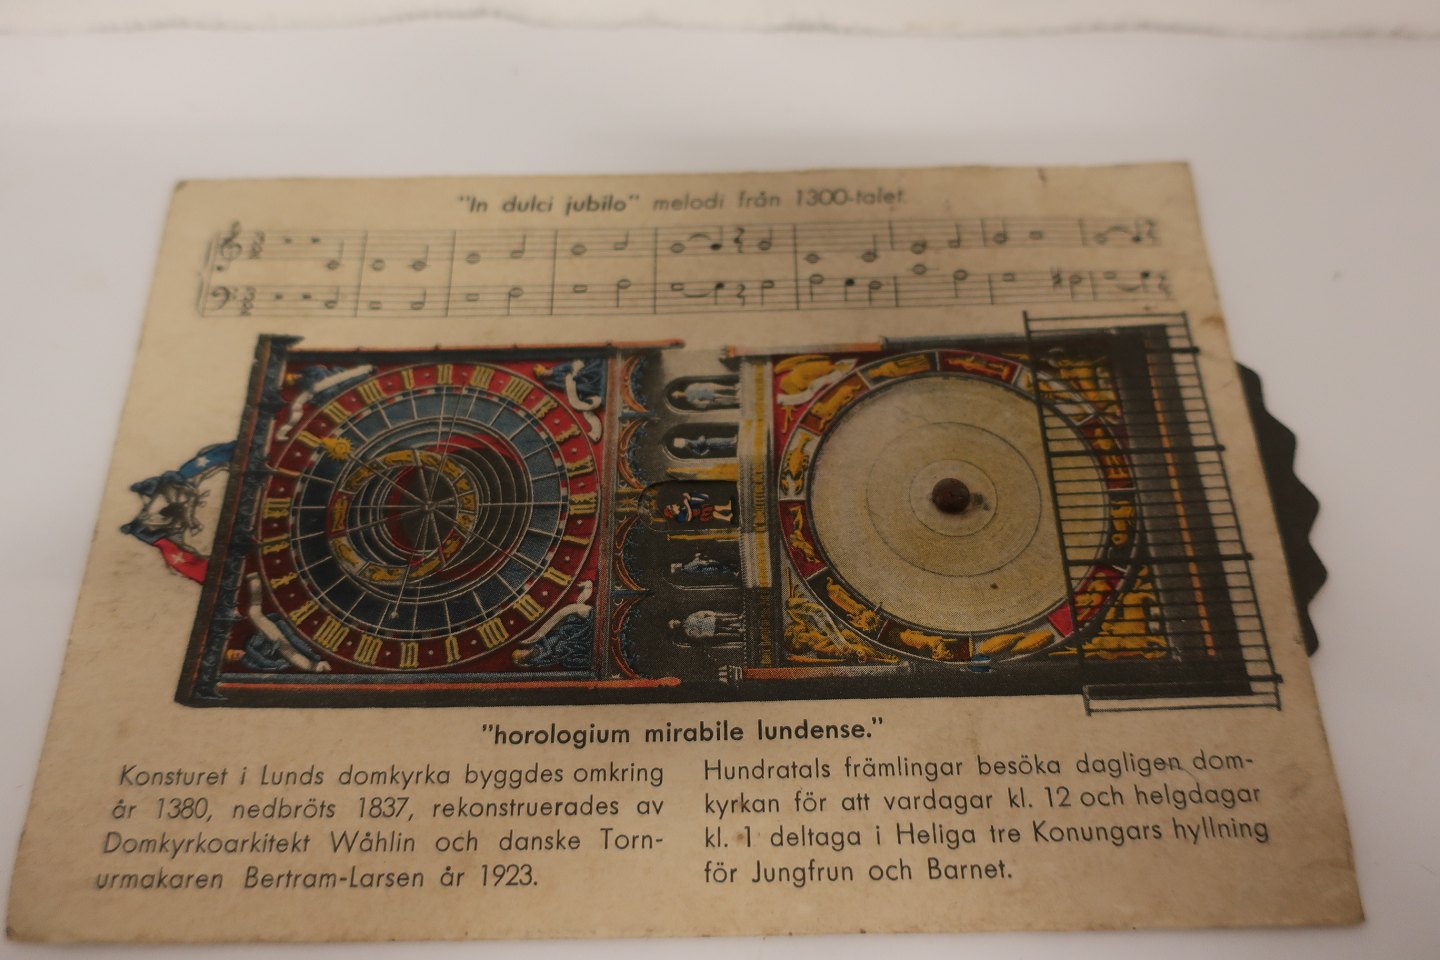 "In dulci jubilo" melodi från 1300-talet.
"horologium mirabile lundense."
Konsturet i Lunds domkyrka byggdes omkring
år 1380, nedbröts 1837, rekonstruerades av
Domkyrkoarkitekt Wåhlin och danske Torn-
urmakaren Bertram-Larsen år 1923.
Hundratals främlingar besöka dagligen dom-
kyrkan för att vardagar kl. 12 och helgdagar
kl. 1 deltaga i Heliga tre Konungars hyllning
för Jungfrun och Barnet.